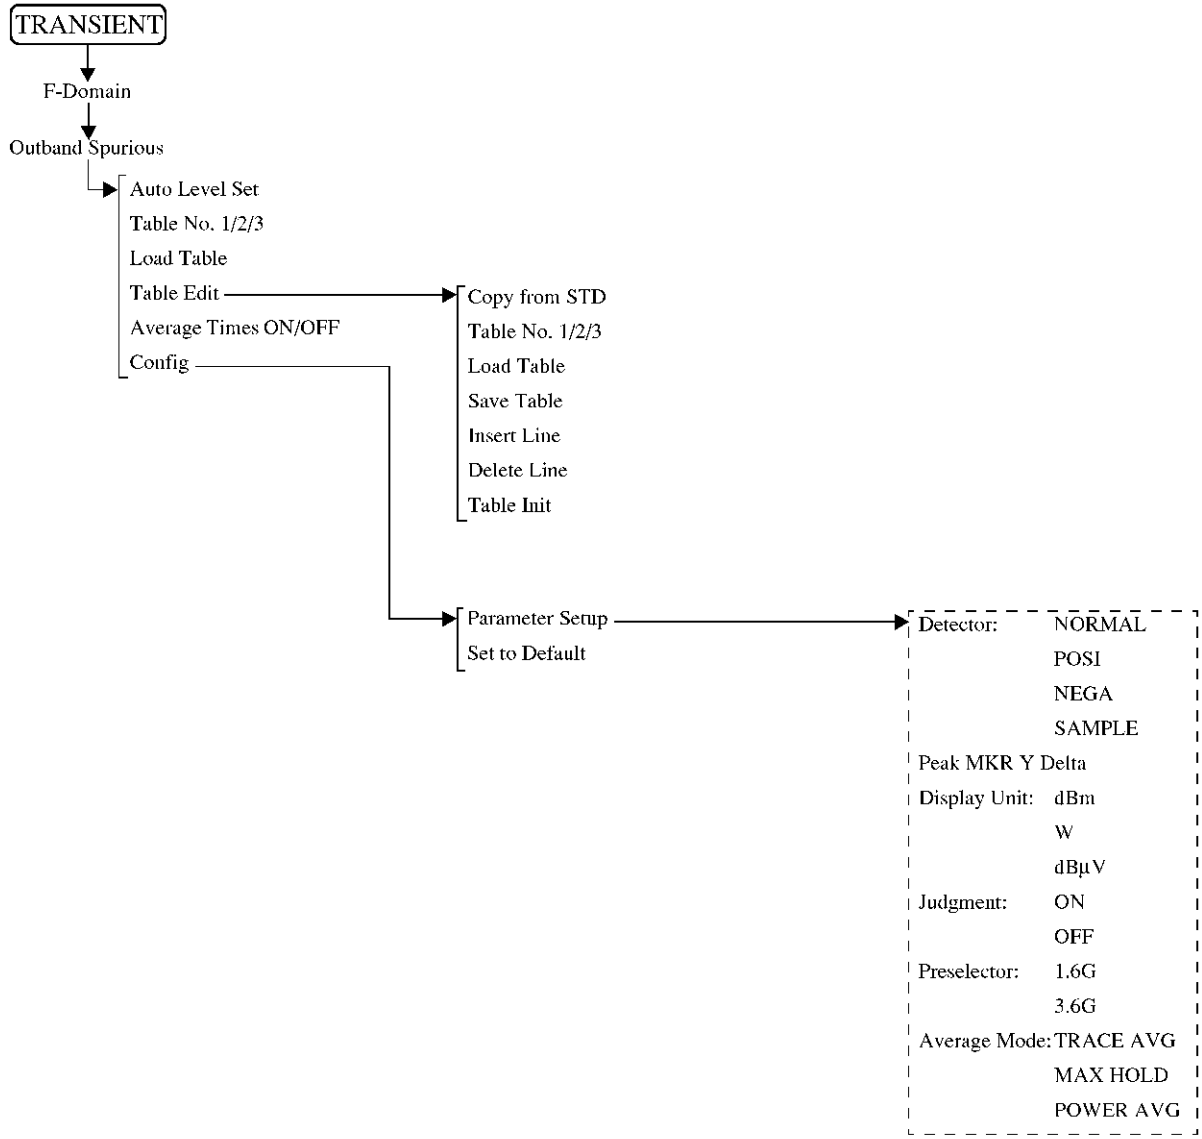 TRANSIENT
F-Domain
Outband Spurious
Auto Level Set
Table No. 1/2/3
Load Table
Table Edit
Average Times ON/OFF
Config
Copy from STD
Table No. 1/2/3
Load Table
Save Table
Insert Line
Delete Line
Table Init
Parameter Setup
Set to Default
Detector: NORMAL
POSI
NEGA
SAMPLE
Peak MKR Y Delta
Display Unit: dBm
W
dBμV
Judgment: ON
OFF
Preselector: 1.6G
3.6G
Average Mode: TRACE AVG
MAX HOLD
POWER AVG